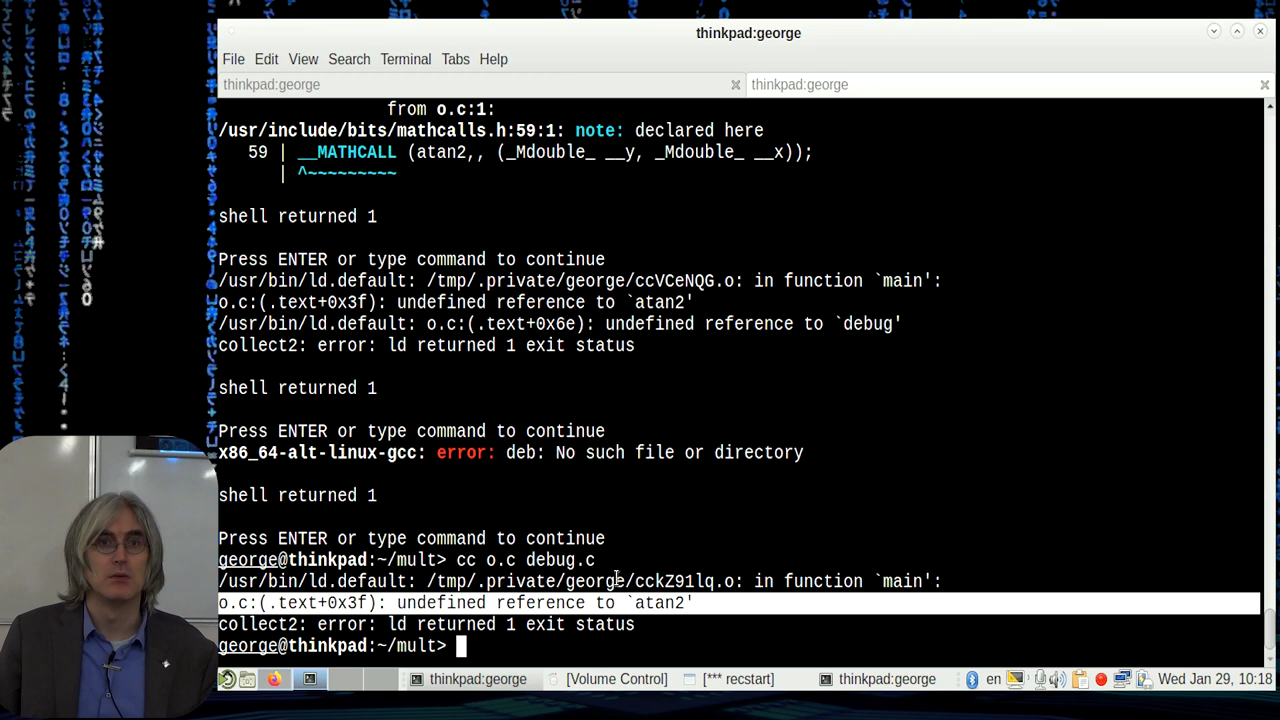 thinkpad:george
File Edit View Search Terminal Tabs Help
thinkpad:george thinkpad:george
from o.c:1:
/usr/include/bits/mathcalls.h:59:1: note: declared here
59 | __MATHCALL (atan2,, (_Mdouble_ __y, _Mdouble_ __x));
| ^~~~~~~~~~
shell returned 1
Press ENTER or type command to continue
/usr/bin/ld.default: /tmp/.private/george/ccVCeNQG.o: in function `main':
o.c:(.text+0x3f): undefined reference to `atan2'
/usr/bin/ld.default: o.c:(.text+0x6e): undefined reference to `debug'
collect2: error: ld returned 1 exit status
shell returned 1
Press ENTER or type command to continue
x86_64-alt-linux-gcc: error: deb: No such file or directory
shell returned 1
Press ENTER or type command to continue
george@thinkpad:~/mult> cc o.c debug.c
/usr/bin/ld.default: /tmp/.private/george/cckZ91lq.o: in function `main':
o.c:(.text+0x3f): undefined reference to `atan2'
collect2: error: ld returned 1 exit status
george@thinkpad:~/mult>
thinkpad:george [Volume Control] [*** recstart) thinkpad:george en Wed Jan 29, 10:18